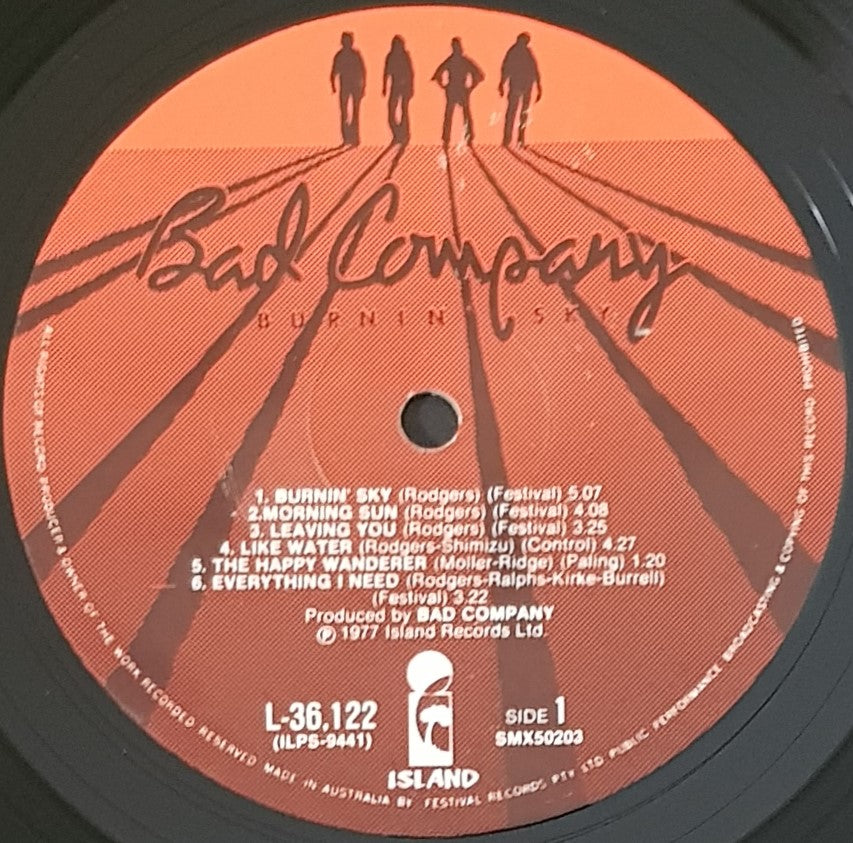 Bad Company
BURNIN SKY
1. BURNIN' SKY (Rodgers) (Festival) 5.07
2.MORNING SUN (Rodgers) (Festival) 4.08
3. LEAVING YOU (Rodgers) (Festival) 3.25
4. LIKE WATER (Rodgers-Shimizu) (Control) 4.27
5. THE HAPPY WANDERER (Moller-Ridge) (Paling) 1.20
6. EVERYTHING I NEED (Rodgers-Ralphs-Kirke-Burrell)
(Festival) 3.22
Produced by BAD COMPANY
℗ 1977 Island Records Ltd.
L-36,122
(ILPS-9441)
SIDE 1
SMX50203
ISLAND
ALL RIGHTS OF RECORD PRODUCER & OWNER OF THE WORK RECORDED RESERVED MADE IN AUSTRALIA BY FESTIVAL RECORDS PTY LTD PUBLIC PERFORMANCE BROADCASTING & COPYING OF THIS RECORD PROHIBITED